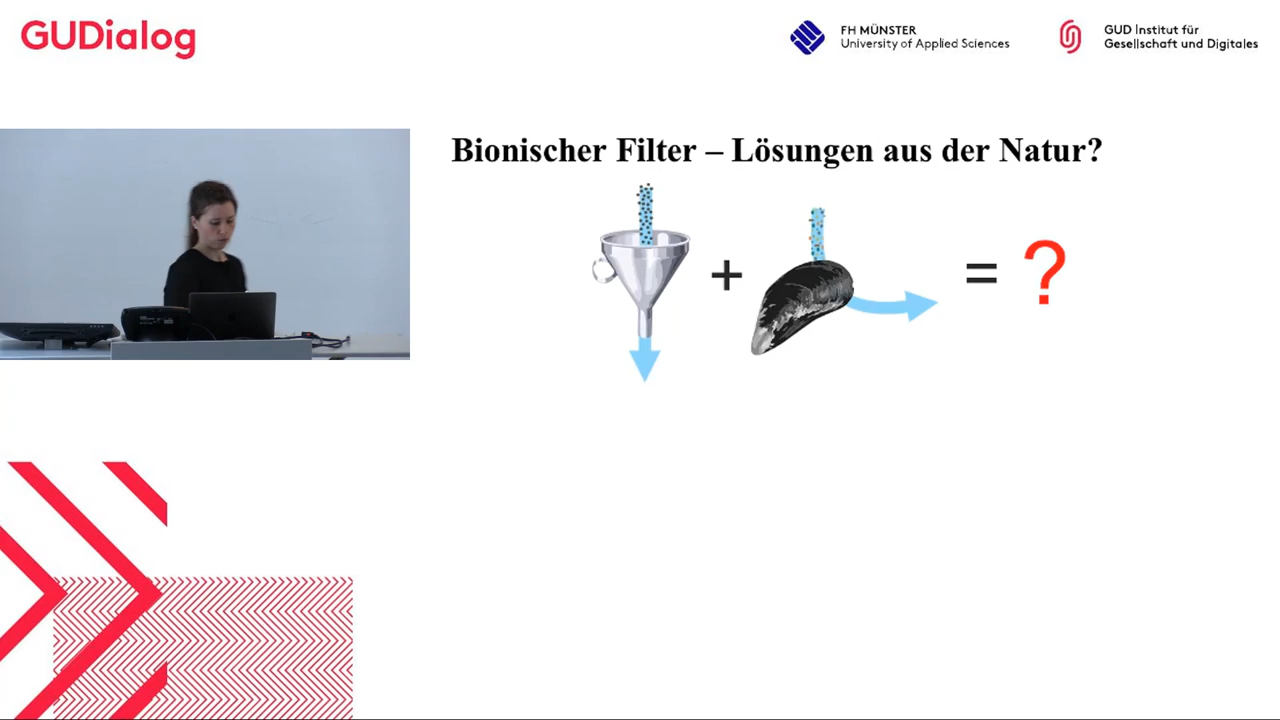 GUDialog
FH MÜNSTER
University of Applied Sciences
GUD Institut für
Gesellschaft und Digitales
Bionischer Filter – Lösungen aus der Natur?
+
= ?